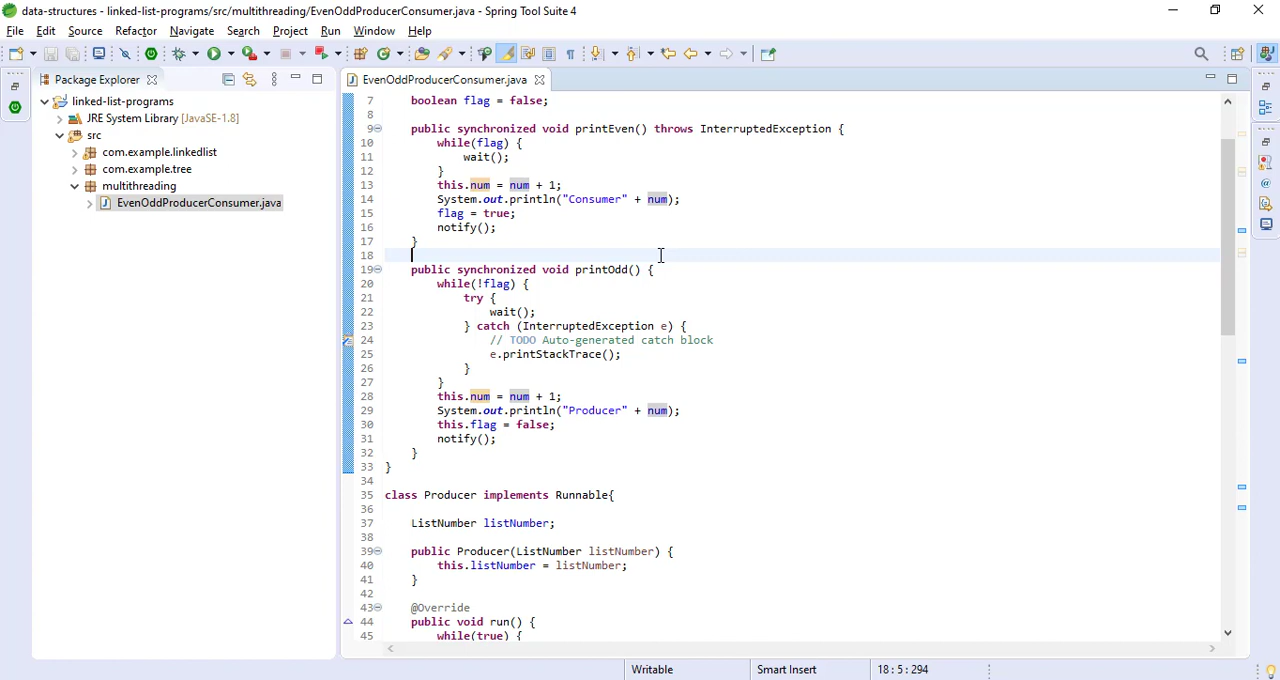 data-structures - linked-list-programs/src/multithreading/EvenOddProducerConsumer.java - Spring Tool Suite 4
File Edit Source Refactor Navigate Search Project Run Window Help
Package Explorer
linked-list-programs
JRE System Library [JavaSE-1.8]
src
com.example.linkedlist
com.example.tree
multithreading
EvenOddProducerConsumer.java
EvenOddProducerConsumer.java
7 boolean flag = false;
8
9 public synchronized void printEven() throws InterruptedException {
10 while(flag) {
11 wait();
12 }
13 this.num = num + 1;
14 System.out.println("Consumer" + num);
15 flag = true;
16 notify();
17 }
18
19 public synchronized void printOdd() {
20 while(!flag) {
21 try {
22 wait();
23 } catch (InterruptedException e) {
24 // TODO Auto-generated catch block
25 e.printStackTrace();
26 }
27 }
28 this.num = num + 1;
29 System.out.println("Producer" + num);
30 this.flag = false;
31 notify();
32 }
33 }
34
35 class Producer implements Runnable{
36
37 ListNumber listNumber;
38
39 public Producer(ListNumber listNumber) {
40 this.listNumber = listNumber;
41 }
42
43 @Override
44 public void run() {
45 while(true) {
Writable Smart Insert 18 : 5 : 294